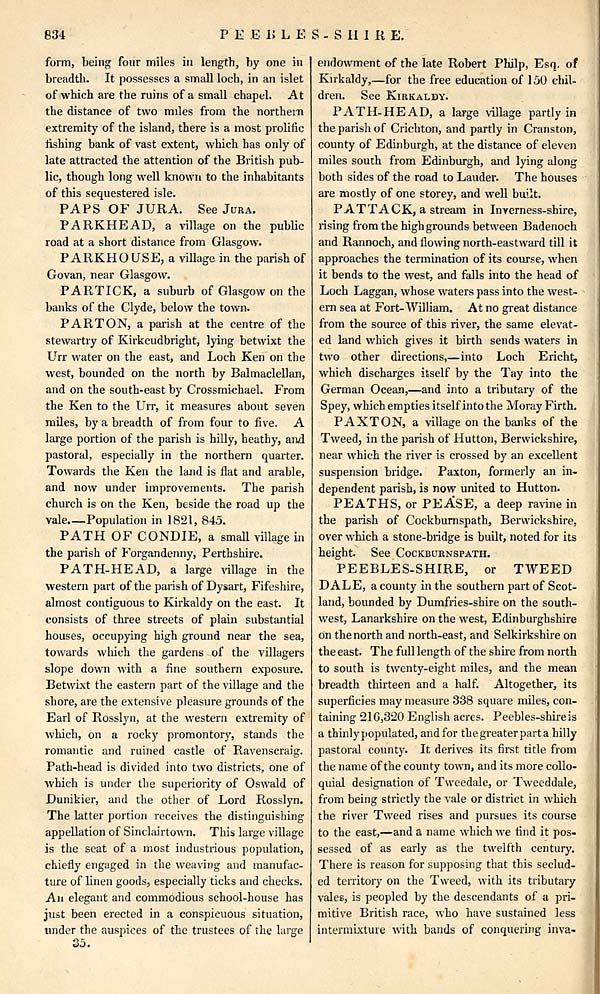 834
PEEBLES-SHIRE.
form, being four miles in length, by one in
breadth. It possesses a small loch, in an islet
of which are the ruins of a small chapel. At
the distance of two miles from the northern
extremity of the island, there is a most prolific
fishing bank of vast extent, which has only of
late attracted the attention of the British pub-
lic, though long well known to the inhabitants
of this sequestered isle.
PAPS OF JURA. See JURA.
PARKHEAD, a village on the public
road at a short distance from Glasgow.
PARKHOUSE, a village in the parish of
Govan, near Glasgow.
PARTICK, a suburb of Glasgow on the
banks of the Clyde, below the town.
PARTON, a parish at the centre of the
stewartry of Kirkcudbright, lying betwixt the
Urr water on the east, and Loch Ken on the
west, bounded on the north by Balmaclellan,
and on the south-east by Crossmichael. From
the Ken to the Urr, it measures about seven
miles, by a breadth of from four to five. A
large portion of the parish is hilly, heathy, and
pastoral, especially in the northern quarter.
Towards the Ken the land is flat and arable,
and now under improvements. The parish
church is on the Ken, beside the road up the
vale.—Population in 1821, 845.
PATH OF CONDIE, a small village in
the parish of Forgandenny, Perthshire.
PATH-HEAD, a large village in the
western part of the parish of Dysart, Fifeshire,
almost contiguous to Kirkaldy on the east. It
consists of three streets of plain substantial
houses, occupying high ground near the sea,
towards which the gardens of the villagers
slope down with a fine southern exposure.
Betwixt the eastern part of the village and the
shore, are the extensive pleasure grounds of the
Earl of Rosslyn, at the western extremity of
which, on a rocky promontory, stands the
romantic and ruined castle of Ravenscraig.
Path-head is divided into two districts, one of
which is under the superiority of Oswald of
Dunikier, and the other of Lord Rosslyn.
The latter portion receives the distinguishing
appellation of Sinclairtown. This large village
is the seat of a most industrious population,
chiefly engaged in the weaving and manufac-
ture of linen goods, especially ticks and checks.
An elegant and commodious school-house has
just been erected in a conspicuous situation,
under the auspices of the trustees of the large
35.
endowment of the late Robert Philp, Esq. of
Kirkaldy,—for the free education of 150 chil-
dren. See KIRKALDY.
PATH-HEAD, a large village partly in
the parish of Crichton, and partly in Cranston,
county of Edinburgh, at the distance of eleven
miles south from Edinburgh, and lying along
both sides of the road to Lauder. The houses
are mostly of one storey, and well built.
PATTACK, a stream in Inverness-shire,
rising from the high grounds between Badenoch
and Rannoch, and flowing north-eastward till it
approaches the termination of its course, when
it bends to the west, and falls into the head of
Loch Laggan, whose waters pass into the west-
ern sea at Fort-William. At no great distance
from the source of this river, the same elevat-
ed land which gives it birth sends waters in
two other directions,—into Loch Ericht,
which discharges itself by the Tay into the
German Ocean,—and into a tributary of the
Spey, which empties itself into the Moray Firth.
PAXTON, a village on the banks of the
Tweed, in the parish of Hutton, Berwickshire,
near which the river is crossed by an excellent
suspension bridge. Paxton, formerly an in-
dependent parish, is now united to Hutton.
PEATHS, or PEASE, a deep ravine in
the parish of Cockburnspath, Berwickshire,
over which a stone-bridge is built, noted for its
height. See COCKBURNSPATH.
PEEBLES-SHIRE, or TWEED
DALE, a county in the southern part of Scot-
land, bounded by Dumfries-shire on the south-
west, Lanarkshire on the west, Edinburghshire
on the north and north-east, and Selkirkshire on
the east. The full length of the shire from north
to south is twenty-eight miles, and the mean
breadth thirteen and a half. Altogether, its
superficies may measure 338 square miles, con-
taining 216,320 English acres. Peebles-shire is
a thinly populated, and for the greater part a hilly
pastoral county. It derives its first title from
the name of the county town, and its more collo-
quial designation of Tweedale, or Tweeddale,
from being strictly the vale or district in which
the river Tweed rises and pursues its course
to the east,—and a name which we find it pos-
sessed of as early as the twelfth century.
There is reason for supposing that this seclud-
ed territory on the Tweed, with its tributary
vales, is peopled by the descendants of a pri-
mitive British race, who have sustained less
intermixture with bands of conquering inva-